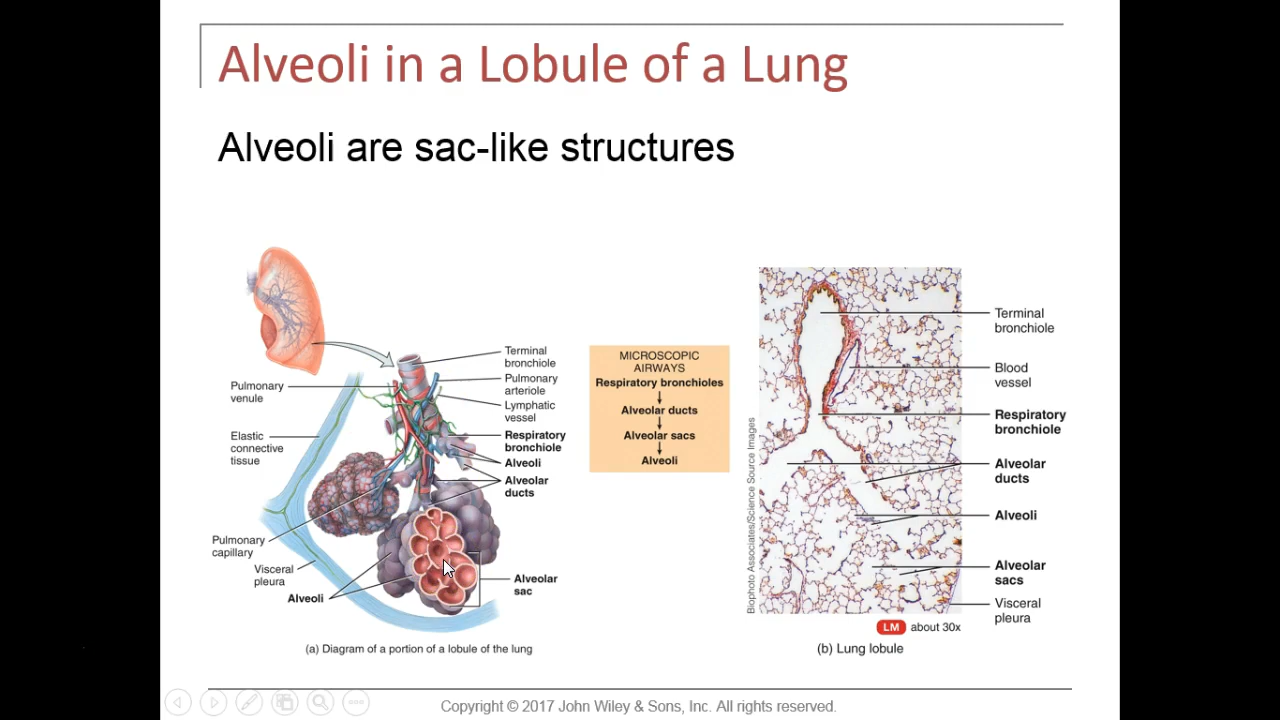 Alveoli in a Lobule of a Lung
Alveoli are sac-like structures
Terminal
bronchiole
Pulmonary
arteriole
Lymphatic
vessel
Respiratory
bronchiole
Alveoli
Alveolar
ducts
Alveolar
sac
Pulmonary
venule
Elastic
connective
tissue
Pulmonary
capillary
Visceral
pleura
Alveoli
(a) Diagram of a portion of a lobule of the lung
MICROSCOPIC
AIRWAYS
Respiratory bronchioles
Alveolar ducts
Alveolar sacs
Alveoli
Biophoto Associates/Science Source Images
Terminal
bronchiole
Blood
vessel
Respiratory
bronchiole
Alveolar
ducts
Alveoli
Alveolar
sacs
Visceral
pleura
LM about 30x
(b) Lung lobule
Copyright © 2017 John Wiley & Sons, Inc. All rights reserved.